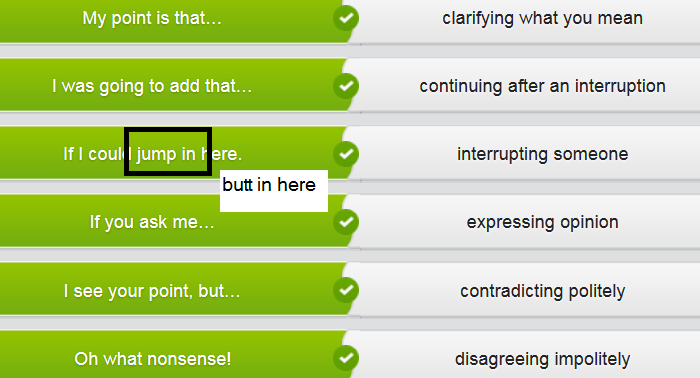 My point is that… clarifying what you mean
I was going to add that… continuing after an interruption
If I could jump in here. interrupting someone
butt in here
If you ask me… expressing opinion
I see your point, but… contradicting politely
Oh what nonsense! disagreeing impolitely